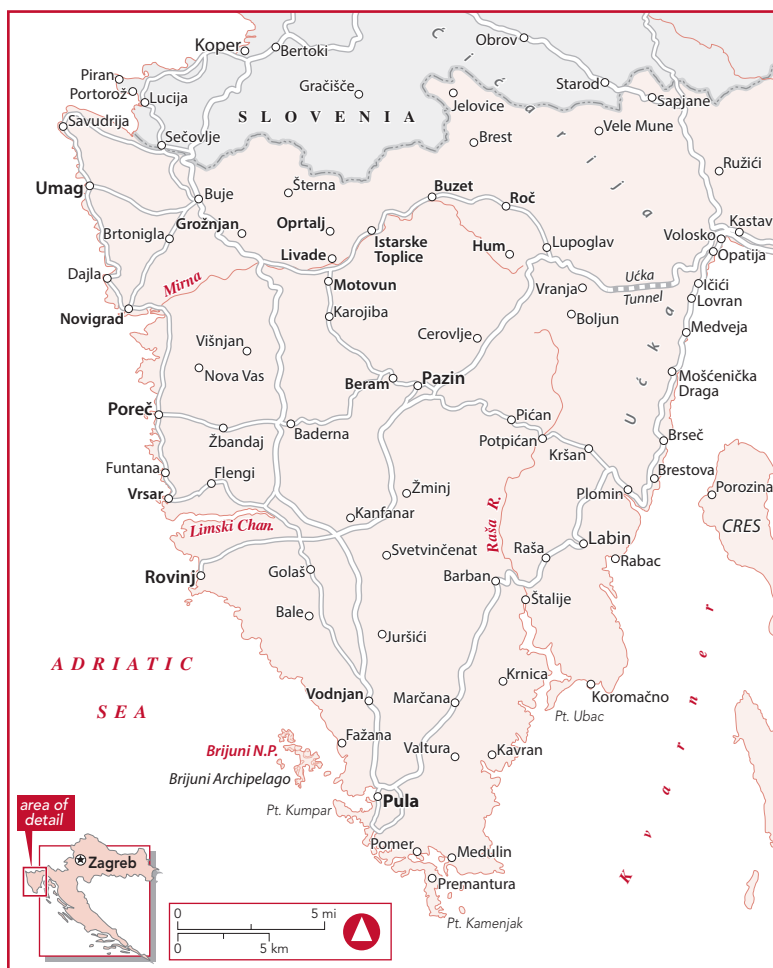 Koper
Bertoki
Obrov
Ćićarija
Piran
Portorož
Lucija
Gračišče
Starod
Sapjane
Jelovice
SLOVENIA
Savudrija
Sečovlje
Brest
Vele Mune
Ružići
Umag
Buje
Šterna
Buzet
Roč
Grožnjan
Oprtalj
Brtonigla
Istarske
Toplice
Hum
Lupoglav
Volosko
Kastav
Opatija
Livade
Dajla
Mirna
Motovun
Vranja
Učka
Tunnel
Ičići
Lovran
Novigrad
Karojiba
Boljun
Medveja
Višnjan
Cerovlje
Učka
Nova Vas
Beram
Pazin
Mošćenička
Draga
Poreč
Žbandaj
Baderna
Pićan
Potpićan
Kršan
Brseč
Funtana
Flengi
Brestova
Vrsar
Žminj
Plomin
Porozina
Limski Chan.
Kanfanar
Raša R.
CRES
Svetvinčenat
Raša
Labin
Rabac
Rovinj
Golaš
Barban
Štalije
Bale
Juršići
ADRIATIC
SEA
Krnica
Kvarner
Vodnjan
Marčana
Koromačno
Pt. Ubac
Fažana
Brijuni N.P.
Valtura
Kavran
Brijuni Archipelago
Pula
Pt. Kumpar
area of
detail
Pomer
Medulin
Zagreb
Premantura
Pt. Kamenjak
0 5 mi
0 5 km